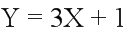 Y = 3X + 1